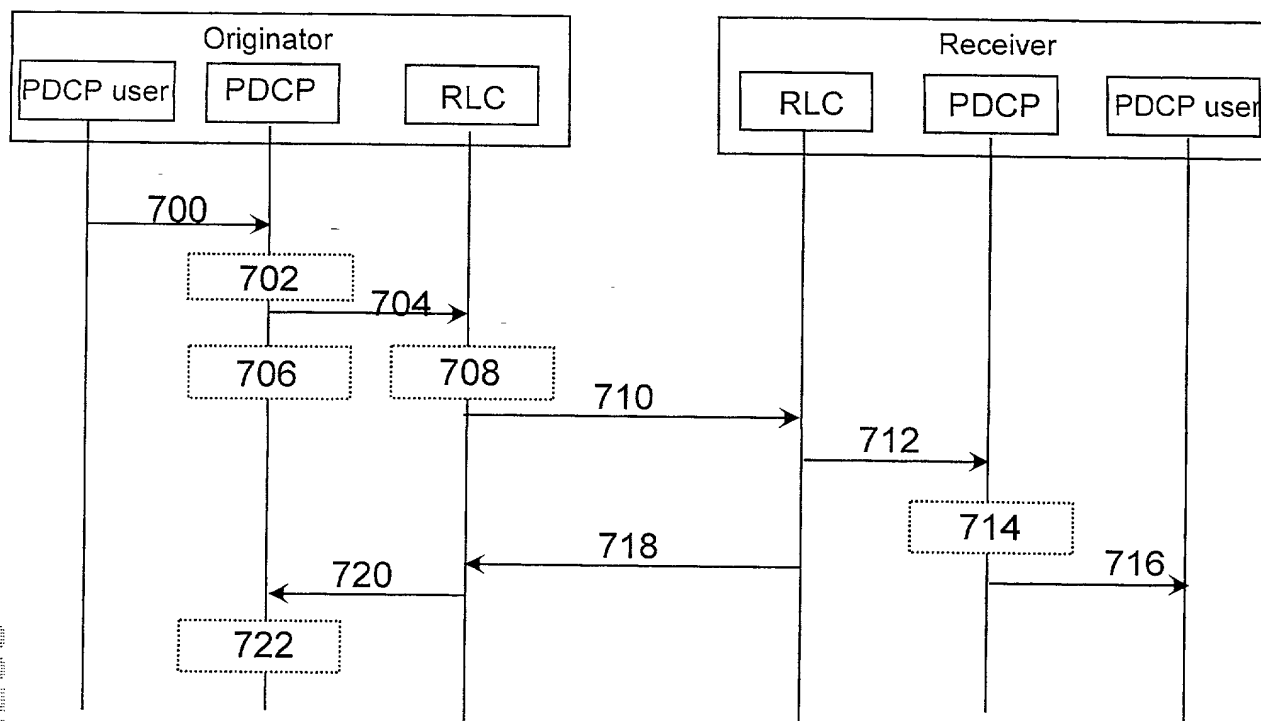 Originator
Receiver
PDCP user
PDCP
RLC
RLC
PDCP
PDCP user
700
702
704
706
708
710
712
714
718
716
720
722